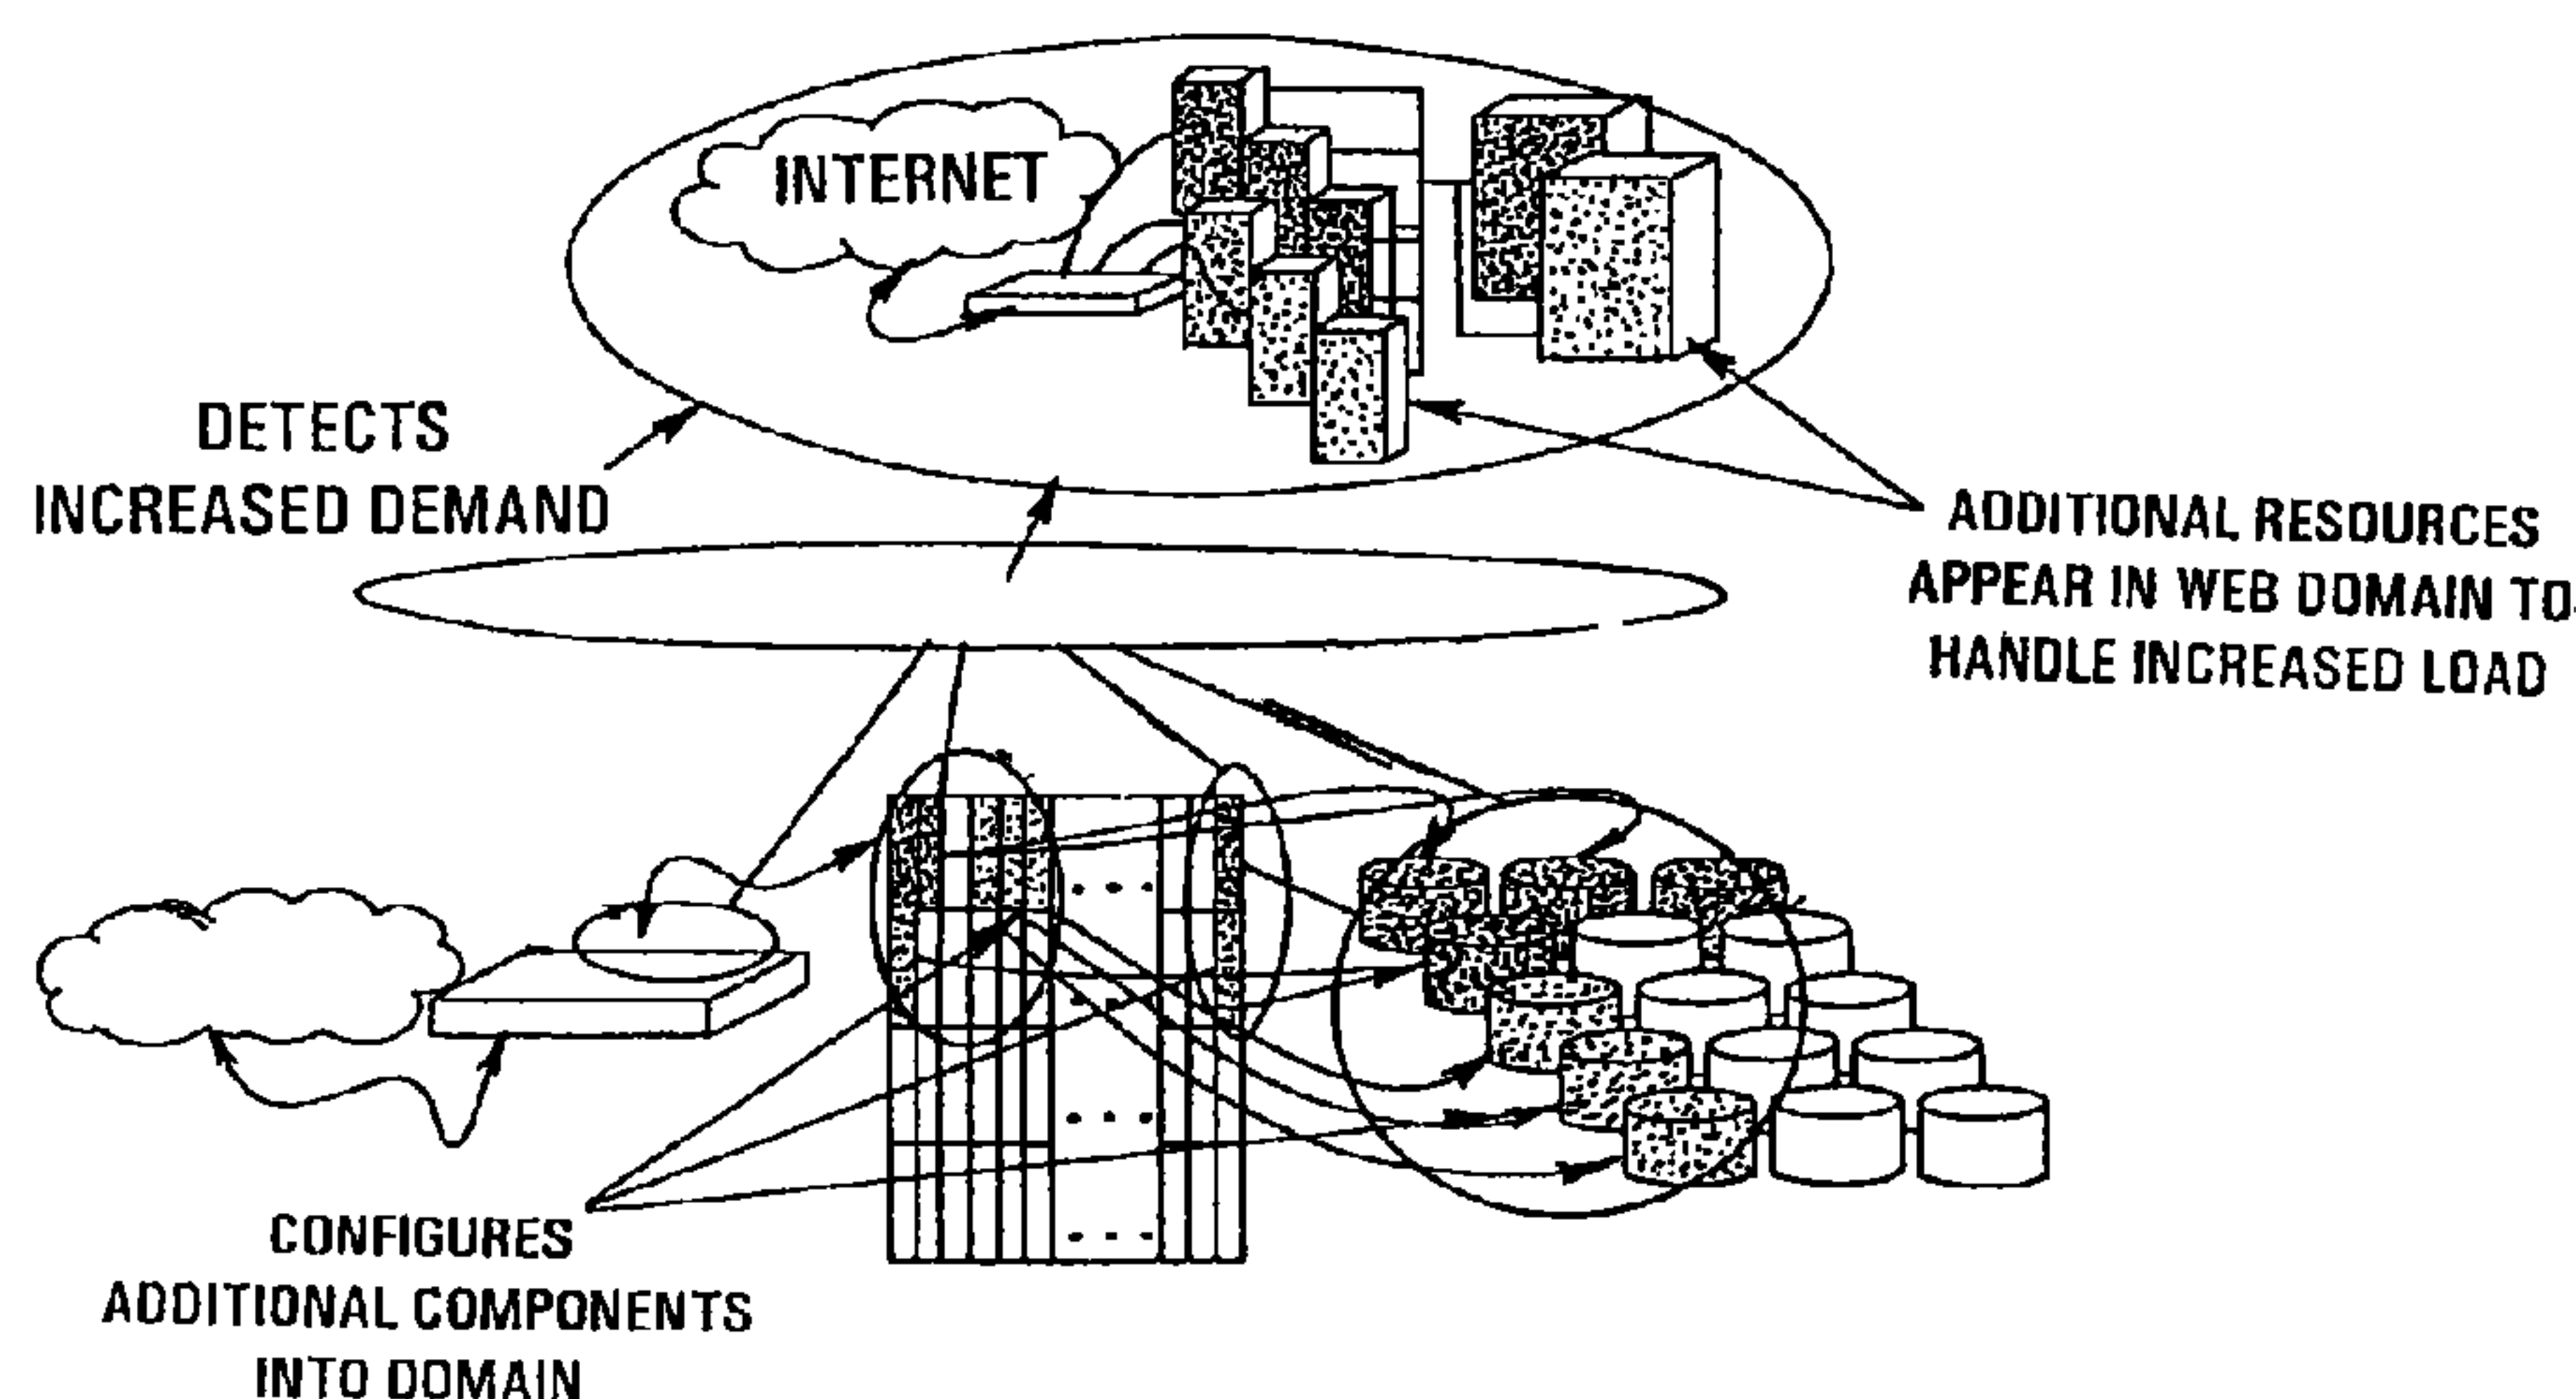 INTERNET
DETECTS
INCREASED DEMAND
ADDITIONAL RESOURCES
APPEAR IN WEB DOMAIN TO
HANDLE INCREASED LOAD
CONFIGURES
ADDITIONAL COMPONENTS
INTO DOMAIN